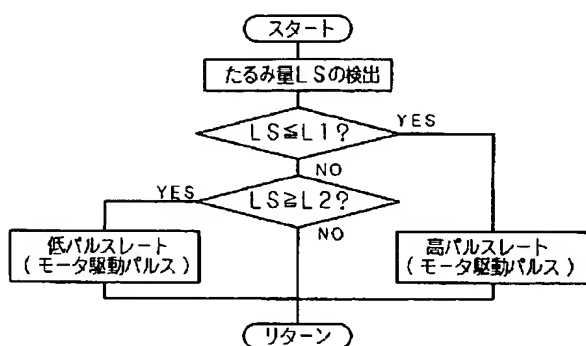 スタート
たるみ量LSの検出
LS≦L1?
YES
NO
LS≧L2?
YES
NO
低パルスレート
(モータ駆動パルス)
高パルスレート
(モータ駆動パルス)
リターン